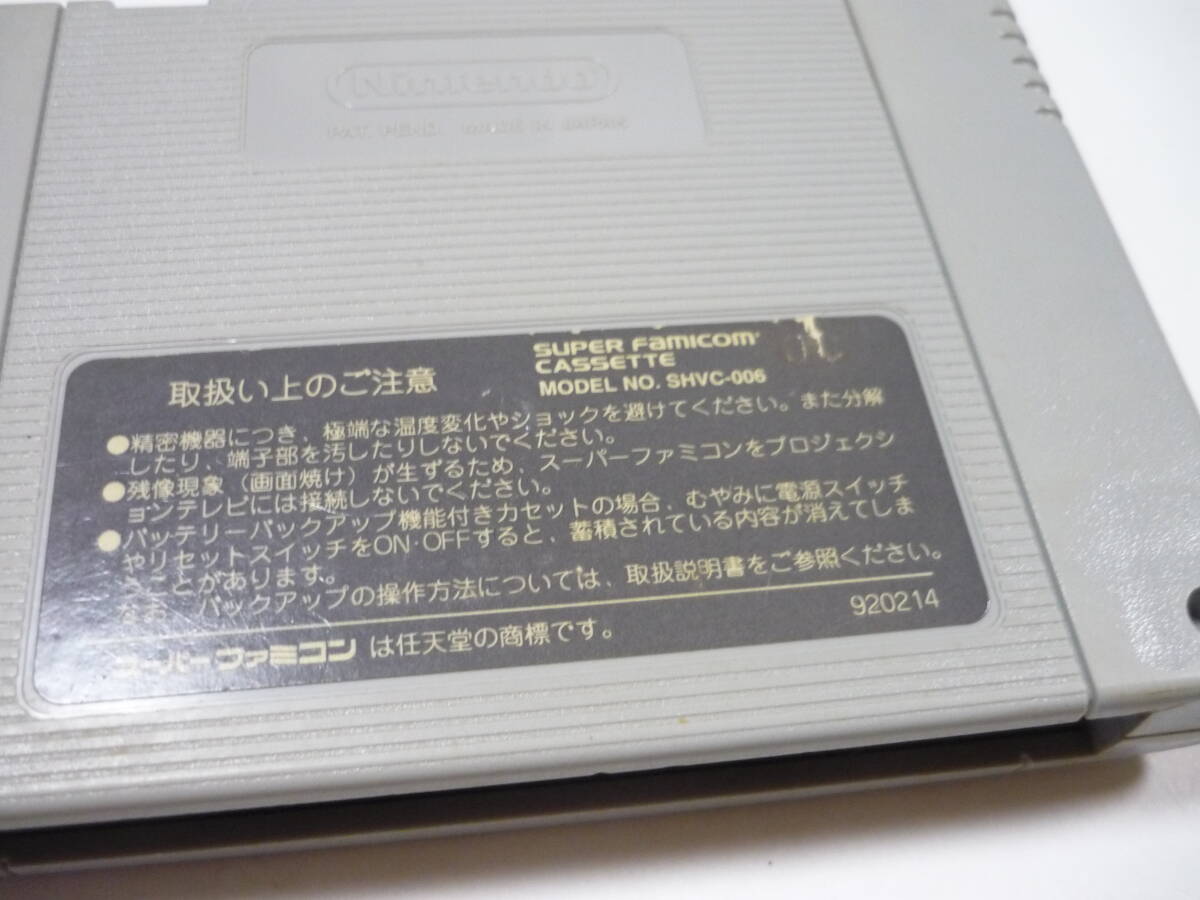 Nintendo
PAT. PEND. MADE IN JAPAN
SUPER FAMICOM
CASSETTE
MODEL NO. SHVC-006
取扱い上のご注意
●精密機器につき、極端な温度変化やショックを避けてください。また分解
したり、端子部を汚したりしないでください。
●残像現象（画面焼け）が生ずるため、スーパーファミコンをプロジェクシ
ョンテレビには接続しないでください。
●バッテリーバックアップ機能付きカセットの場合、むやみに電源スイッチ
やリセットスイッチをON・OFFすると、蓄積されている内容が消えてしま
うことがあります。
バックアップの操作方法については、取扱説明書をご参照ください。
スーパーファミコン は任天堂の商標です。
920214